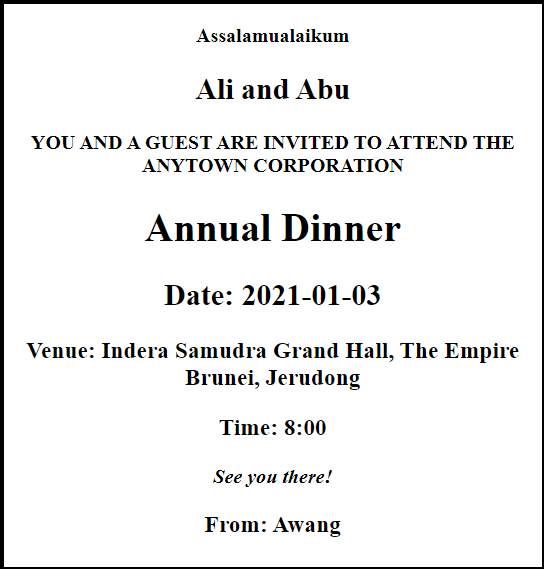 Assalamualaikum
Ali and Abu
YOU AND A GUEST ARE INVITED TO ATTEND THE
ANYTOWN CORPORATION
Annual Dinner
Date: 2021-01-03
Venue: Indera Samudra Grand Hall, The Empire
Brunei, Jerudong
Time: 8:00
See you there!
From: Awang